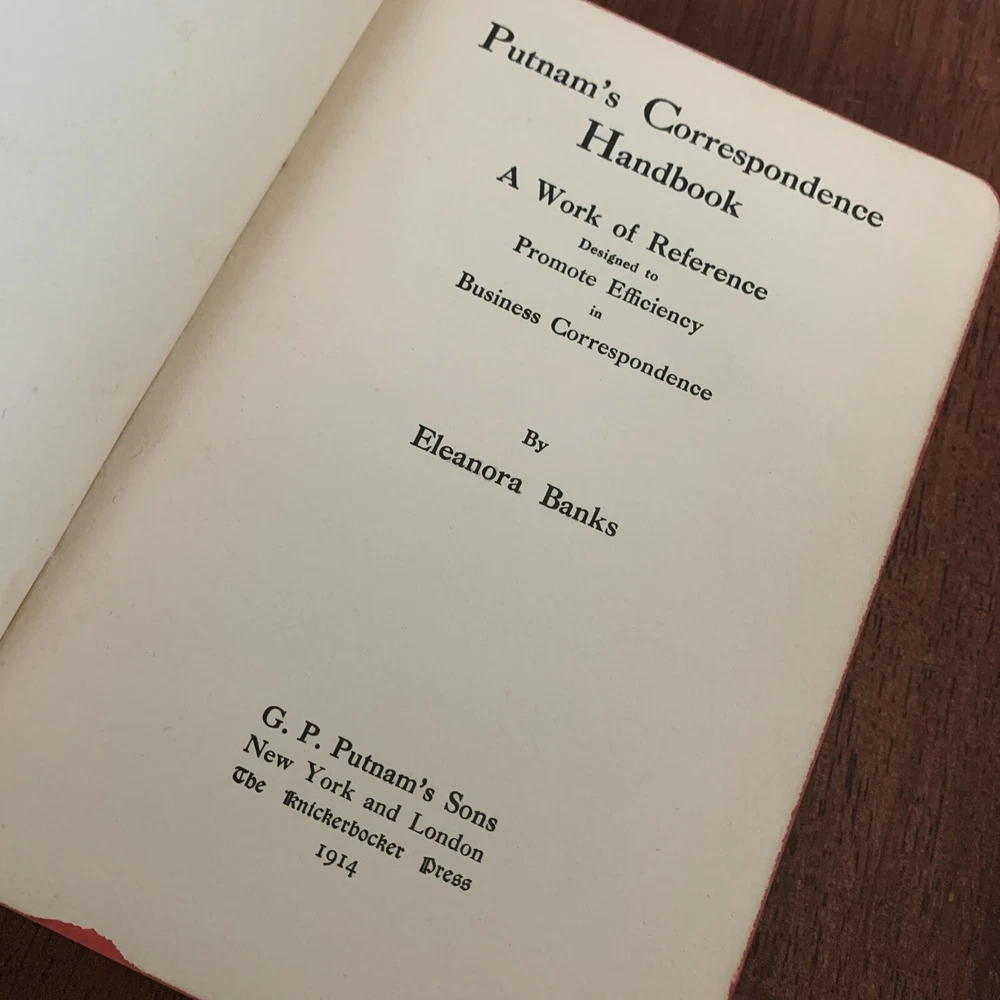 Putnam's Correspondence
Handbook
A Work of Reference
Designed to
Promote Efficiency
in
Business Correspondence
By
Eleanora Banks
G. P. Putnam's Sons
New York and London
The Knickerbocker Press
1914